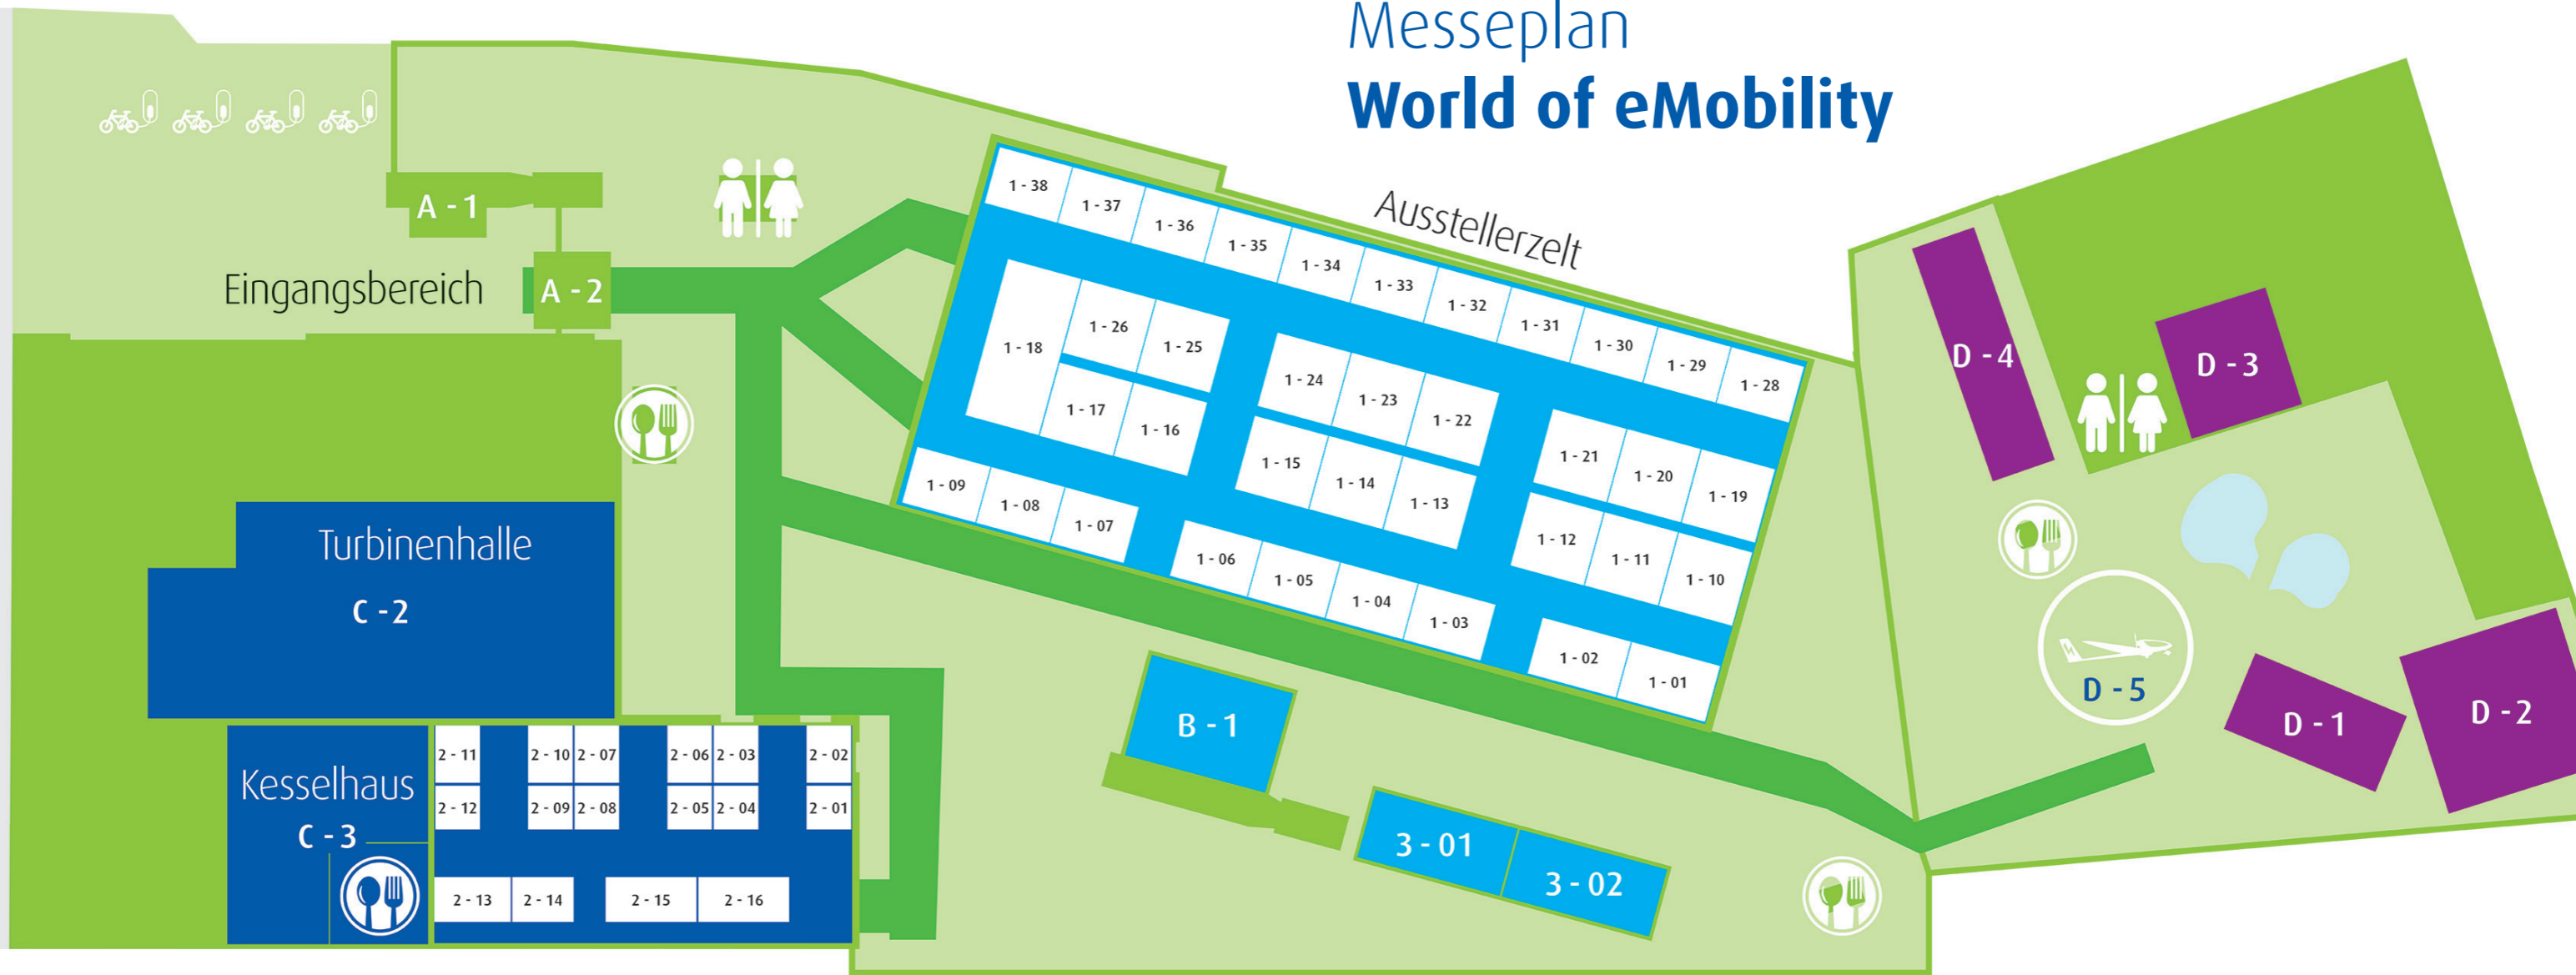 Messeplan
World of eMobility
Ausstellerzelt
A - 1
Eingangsbereich
A - 2
1 - 38
1 - 37
1 - 36
1 - 35
1 - 34
1 - 33
1 - 32
1 - 31
1 - 30
1 - 29
1 - 28
1 - 18
1 - 26
1 - 25
1 - 17
1 - 16
1 - 24
1 - 23
1 - 22
1 - 15
1 - 14
1 - 13
1 - 21
1 - 20
1 - 19
1 - 12
1 - 11
1 - 10
1 - 09
1 - 08
1 - 07
1 - 06
1 - 05
1 - 04
1 - 03
1 - 02
1 - 01
Turbinenhalle
C - 2
Kesselhaus
C - 3
2 - 11
2 - 10
2 - 07
2 - 06
2 - 03
2 - 02
2 - 12
2 - 09
2 - 08
2 - 05
2 - 04
2 - 01
2 - 13
2 - 14
2 - 15
2 - 16
B - 1
3 - 01
3 - 02
D - 4
D - 3
D - 5
D - 1
D - 2